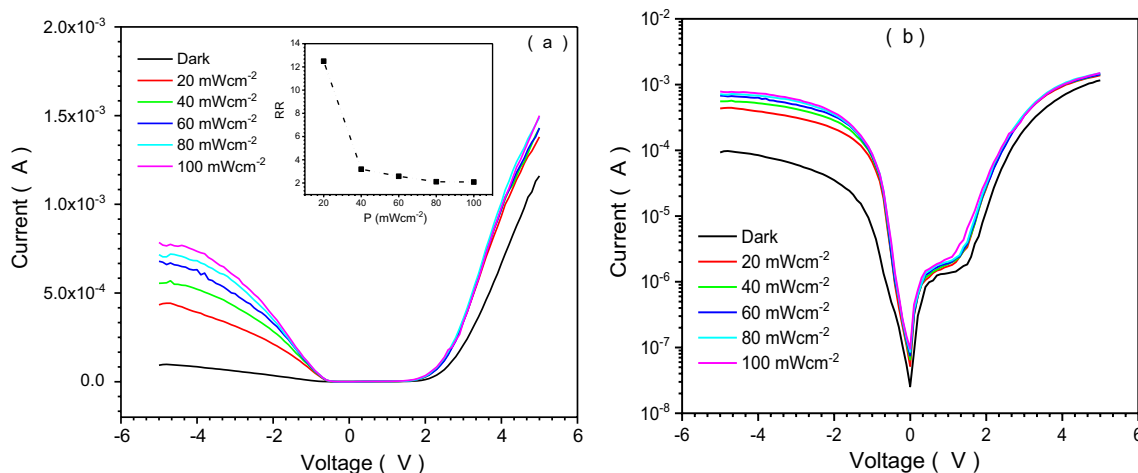 ( a )
2.0x10⁻³
1.5x10⁻³
1.0x10⁻³
5.0x10⁻⁴
0.0
Current ( A )
-6 -4 -2 0 2 4 6
Voltage ( V )
Dark
20 mWcm⁻²
40 mWcm⁻²
60 mWcm⁻²
80 mWcm⁻²
100 mWcm⁻²
14
12
10
8
6
4
2
RR
20 40 60 80 100
P (mWcm⁻²)
( b )
10⁻²
10⁻³
10⁻⁴
10⁻⁵
10⁻⁶
10⁻⁷
10⁻⁸
Current ( A )
Dark
20 mWcm⁻²
40 mWcm⁻²
60 mWcm⁻²
80 mWcm⁻²
100 mWcm⁻²
-6 -4 -2 0 2 4 6
Voltage ( V )